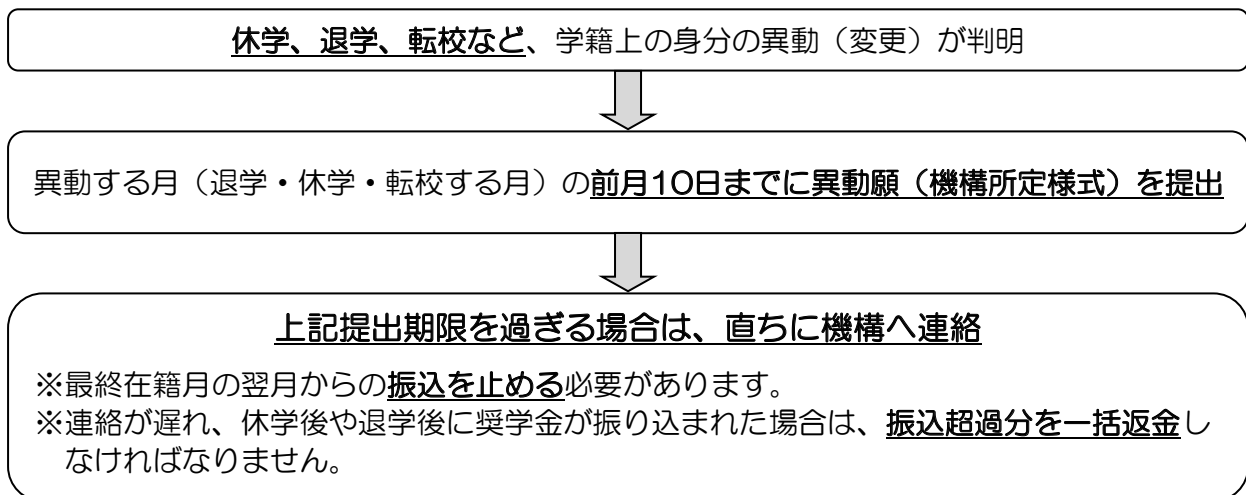 休学、退学、転校など、学籍上の身分の異動（変更）が判明
異動する月（退学・休学・転校する月）の前月10日までに異動願（機構所定様式）を提出
上記提出期限を過ぎる場合は、直ちに機構へ連絡
※最終在籍月の翌月からの振込を止める必要があります。
※連絡が遅れ、休学後や退学後に奨学金が振り込まれた場合は、振込超過分を一括返金し
なければなりません。